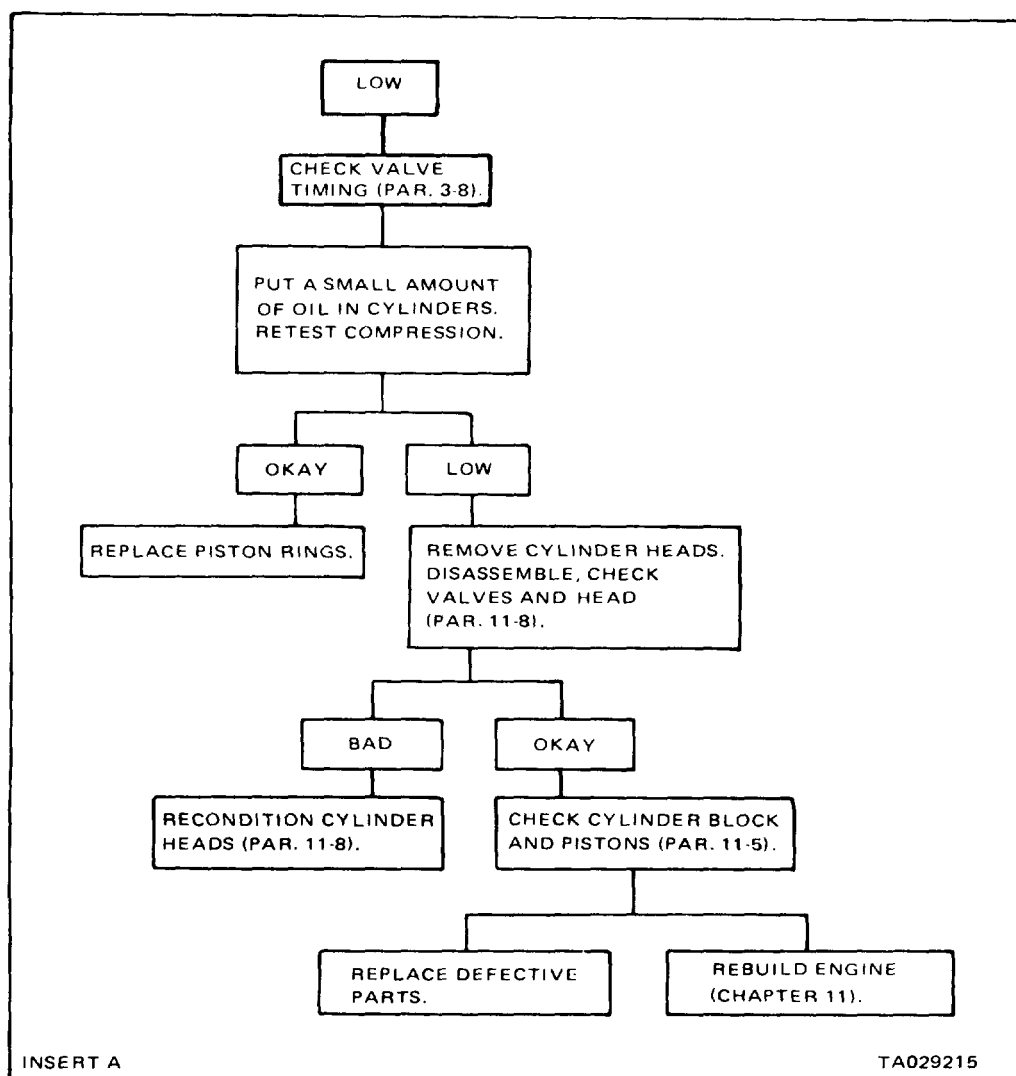 LOW
CHECK VALVE
TIMING (PAR. 3-8).
PUT A SMALL AMOUNT
OF OIL IN CYLINDERS.
RETEST COMPRESSION.
OKAY
LOW
REPLACE PISTON RINGS.
REMOVE CYLINDER HEADS.
DISASSEMBLE, CHECK
VALVES AND HEAD
(PAR. 11-8).
BAD
OKAY
RECONDITION CYLINDER
HEADS (PAR. 11-8).
CHECK CYLINDER BLOCK
AND PISTONS (PAR. 11-5).
REPLACE DEFECTIVE
PARTS.
REBUILD ENGINE
(CHAPTER 11).
INSERT A
TA029215